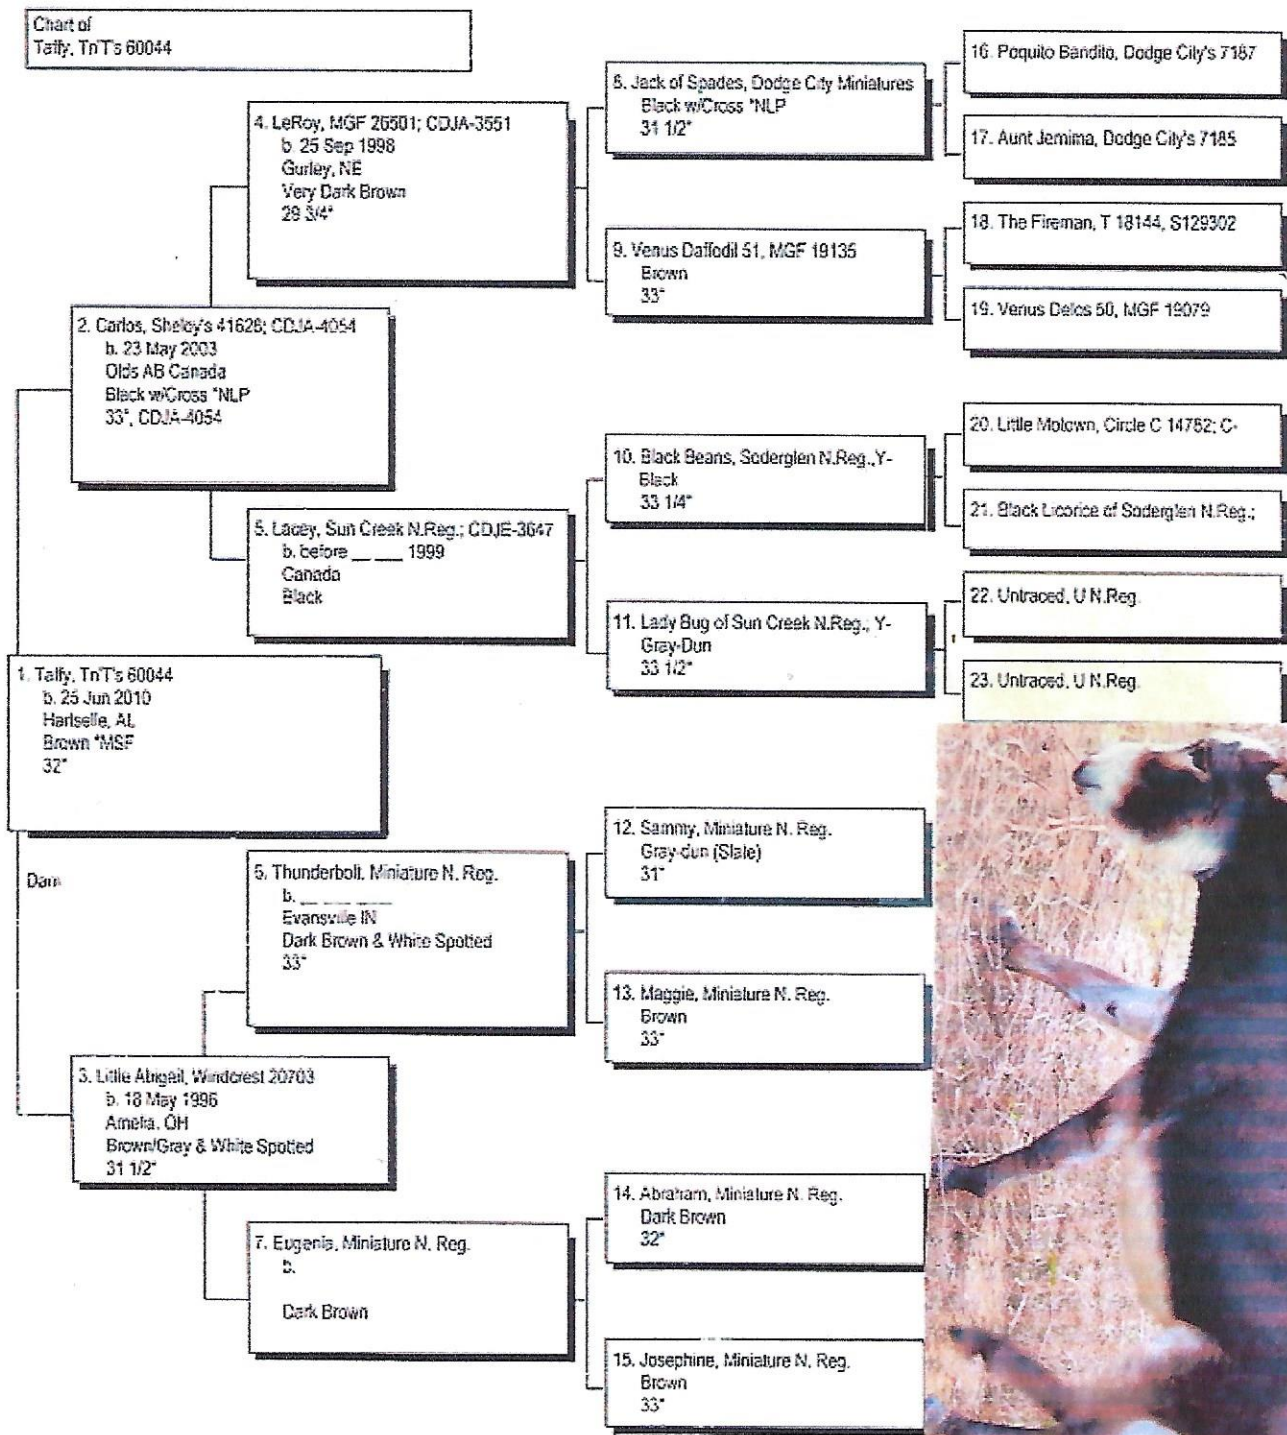 Chart of
Taffy, Tn'T's 60044
16. Poquito Bandito, Dodge City's 7187
8. Jack of Spades, Dodge City Miniatures
Black w/Cross *NLP
31 1/2"
17. Aunt Jemima, Dodge City's 7185
4. LeRoy, MGF 26501; CDJA-3551
b. 25 Sep 1998
Gurley, NE
Very Dark Brown
29 3/4"
18. The Fireman, T 18144, S129302
9. Venus Daffodil 51, MGF 19135
Brown
33"
19. Venus Delos 50, MGF 19079
2. Carlos, Shelby's 41628; CDJA-4054
b. 23 May 2003
Olds AB Canada
Black w/Cross *NLP
33", CDJA-4054
20. Little Motown, Circle C 14782; C-
10. Black Beans, Soderglen N.Reg.,Y-
Black
33 1/4"
21. Black Licorice of Soderglen N.Reg.;
5. Lacey, Sun Creek N.Reg.; CDJE-3647
b. before __ ___ 1999
Canada
Black
22. Untraced, U N.Reg.
11. Lady Bug of Sun Creek N.Reg.; Y-
Gray-Dun
33 1/2"
23. Untraced, U N.Reg.
1. Taffy, Tn'T's 60044
b. 25 Jun 2010
Hartselle, AL
Brown *MSF
32"
12. Sammy, Miniature N. Reg.
Gray-dun (Slate)
31"
Dam
6. Thunderbolt, Miniature N. Reg.
b. __ ___ ____
Evansville IN
Dark Brown & White Spotted
33"
13. Maggie, Miniature N. Reg.
Brown
33"
3. Little Abigail, Windcrest 20703
b. 18 May 1996
Amelia, OH
Brown/Gray & White Spotted
31 1/2"
14. Abraham, Miniature N. Reg.
Dark Brown
32"
7. Eugenia, Miniature N. Reg.
b.
Dark Brown
15. Josephine, Miniature N. Reg.
Brown
33"